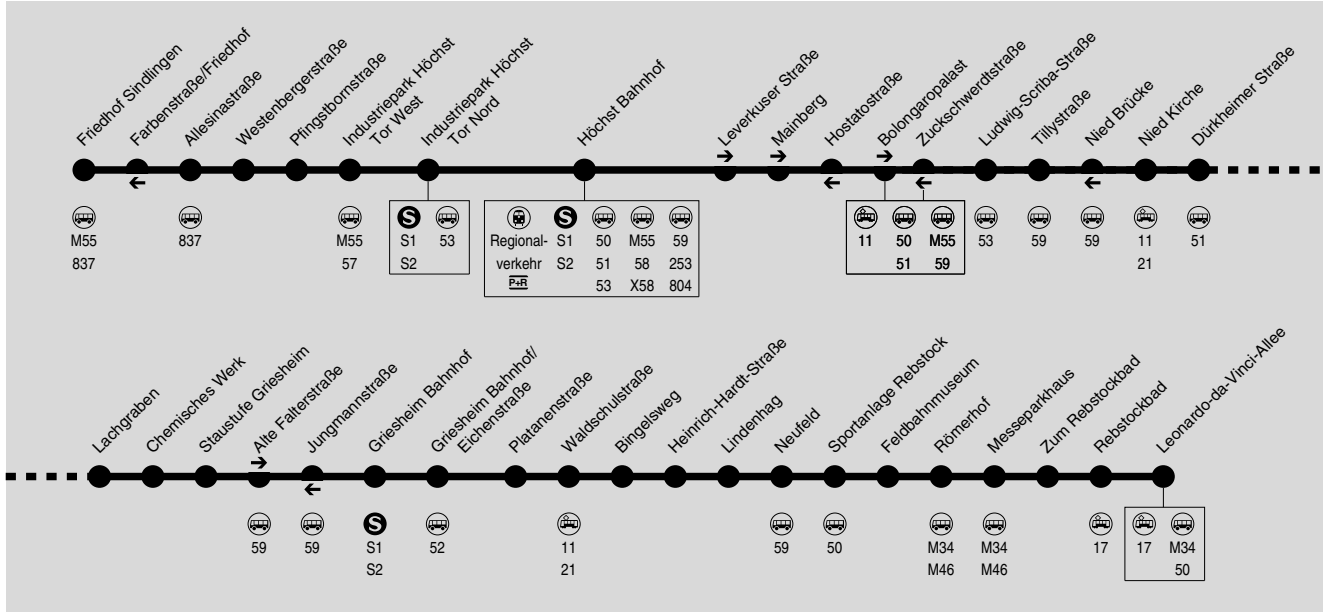 Friedhof Sindlingen
Farbenstraße/Friedhof
Allesinastraße
Westenbergerstraße
Pfingstbornstraße
Industriepark Höchst
Tor West
Industriepark Höchst
Tor Nord
Höchst Bahnhof
Leverkuser Straße
Mainberg
Hostatostraße
Bolongaropalast
Zuckschwerdtstraße
Ludwig-Scriba-Straße
Tillystraße
Nied Brücke
Nied Kirche
Dürkheimer Straße
M55 837 M55 S1 53 Regional- S1 50 M55 59 11 50 M55 53 59 59 11 51
837 57 S2 verkehr S2 51 58 253 51 59 21
P+R 53 X58 804
Lachgraben
Chemisches Werk
Staustufe Griesheim
Alte Falterstraße
Jungmannstraße
Griesheim Bahnhof
Griesheim Bahnhof/
Eichenstraße
Platanenstraße
Waldschulstraße
Bingelsweg
Heinrich-Hardt-Straße
Lindenhag
Neufeld
Sportanlage Rebstock
Feldbahnmuseum
Römerhof
Messeparkhaus
Zum Rebstockbad
Rebstockbad
Leonardo-da-Vinci-Allee
59 59 S1 52 11 59 50 M34 M34 17 17 M34
S2 21 M46 M46 50